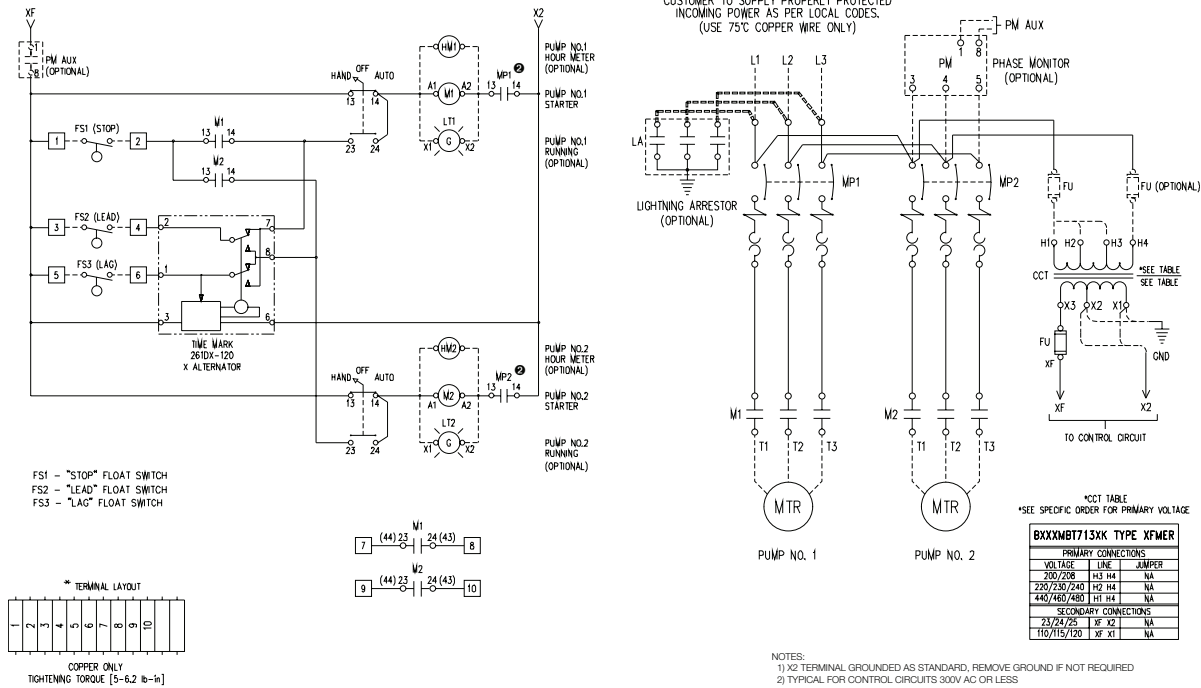 XF
X2
1
8
PM AUX
(OPTIONAL)
HM1
PUMP NO.1
HOUR METER
(OPTIONAL)
HAND OFF AUTO
13 14
A1 M1 A2
MP1 2
13 14
PUMP NO.1
STARTER
LT1
X1 G X2
23 24
PUMP NO.1
RUNNING
(OPTIONAL)
1 FS1 (STOP) 2
M1
13 14
M2
13 14
3 FS2 (LEAD) 4
2 7
8
5 FS3 (LAG) 6
1
3 6
TIME MARK
261DX-120
X ALTERNATOR
HM2
PUMP NO.2
HOUR METER
(OPTIONAL)
HAND OFF AUTO
13 14
A1 M2 A2
MP2 2
13 14
PUMP NO.2
STARTER
LT2
X1 G X2
23 24
PUMP NO.2
RUNNING
(OPTIONAL)
FS1 - "STOP" FLOAT SWITCH
FS2 - "LEAD" FLOAT SWITCH
FS3 - "LAG" FLOAT SWITCH
M1
7 (44) 23 24 (43) 8
M2
9 (44) 23 24 (43) 10
* TERMINAL LAYOUT
1 2 3 4 5 6 7 8 9 10
COPPER ONLY
TIGHTENING TORQUE [5-6.2 lb-in]
CUSTOMER TO SUPPLY PROPERLY PROTECTED
INCOMING POWER AS PER LOCAL CODES.
(USE 75°C COPPER WIRE ONLY)
L1 L2 L3
PM AUX
1 8
PM
3 4 5
PHASE MONITOR
(OPTIONAL)
LA
LIGHTNING ARRESTOR
(OPTIONAL)
MP1
MP2
FU
FU (OPTIONAL)
H1 H2 H3 H4
CCT
*SEE TABLE
SEE TABLE
X3 X2 X1
FU
XF
GND
XF X2
TO CONTROL CIRCUIT
M1
T1 T2 T3
M2
T1 T2 T3
MTR
MTR
PUMP NO. 1
PUMP NO. 2
*CCT TABLE
*SEE SPECIFIC ORDER FOR PRIMARY VOLTAGE
BXXXMBT713XK TYPE XFMER
PRIMARY CONNECTIONS
VOLTAGE LINE JUMPER
200/208 H3 H4 NA
220/230/240 H2 H4 NA
440/460/480 H1 H4 NA
SECONDARY CONNECTIONS
23/24/25 XF X2 NA
110/115/120 XF X1 NA
NOTES:
1) X2 TERMINAL GROUNDED AS STANDARD, REMOVE GROUND IF NOT REQUIRED
2) TYPICAL FOR CONTROL CIRCUITS 300V AC OR LESS